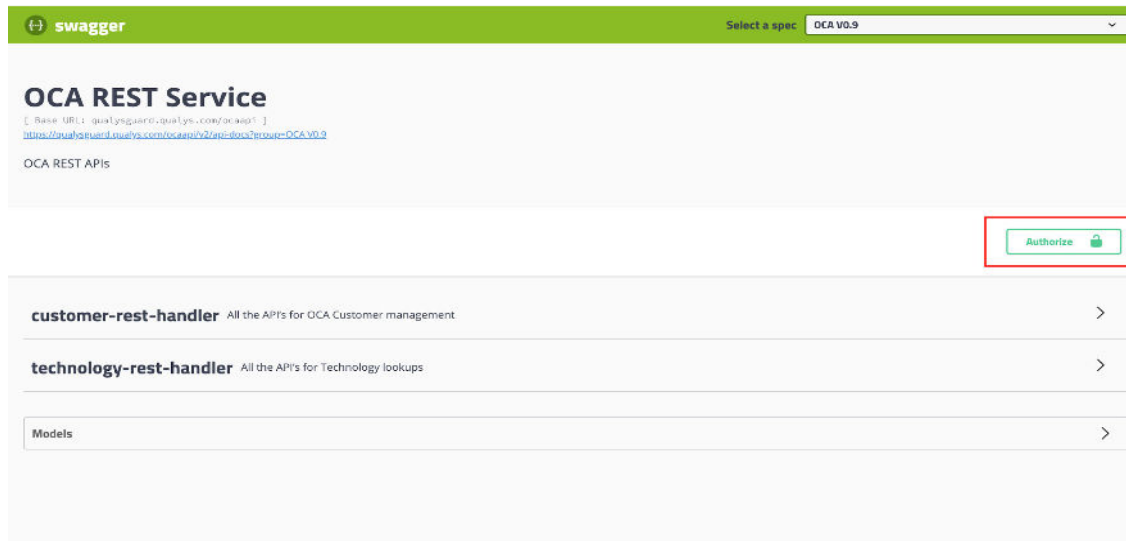 swagger
Select a spec OCA V0.9
OCA REST Service
[ Base URL: qualysguard.qualys.com/ocaapi ]
https://qualysguard.qualys.com/ocaapi/v2/api-docs?group=OCA V0.9
OCA REST APIs
Authorize
customer-rest-handler All the API's for OCA Customer management
technology-rest-handler All the API's for Technology lookups
Models